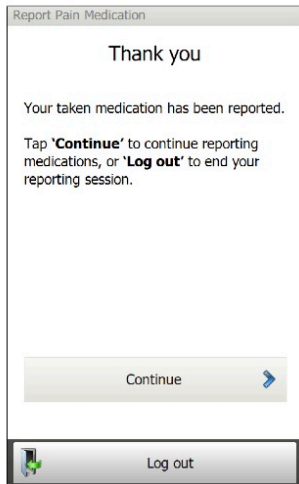 Report Pain Medication
Thank you
Your taken medication has been reported.
Tap ‘Continue’ to continue reporting
medications, or ‘Log out’ to end your
reporting session.
Continue
Log out